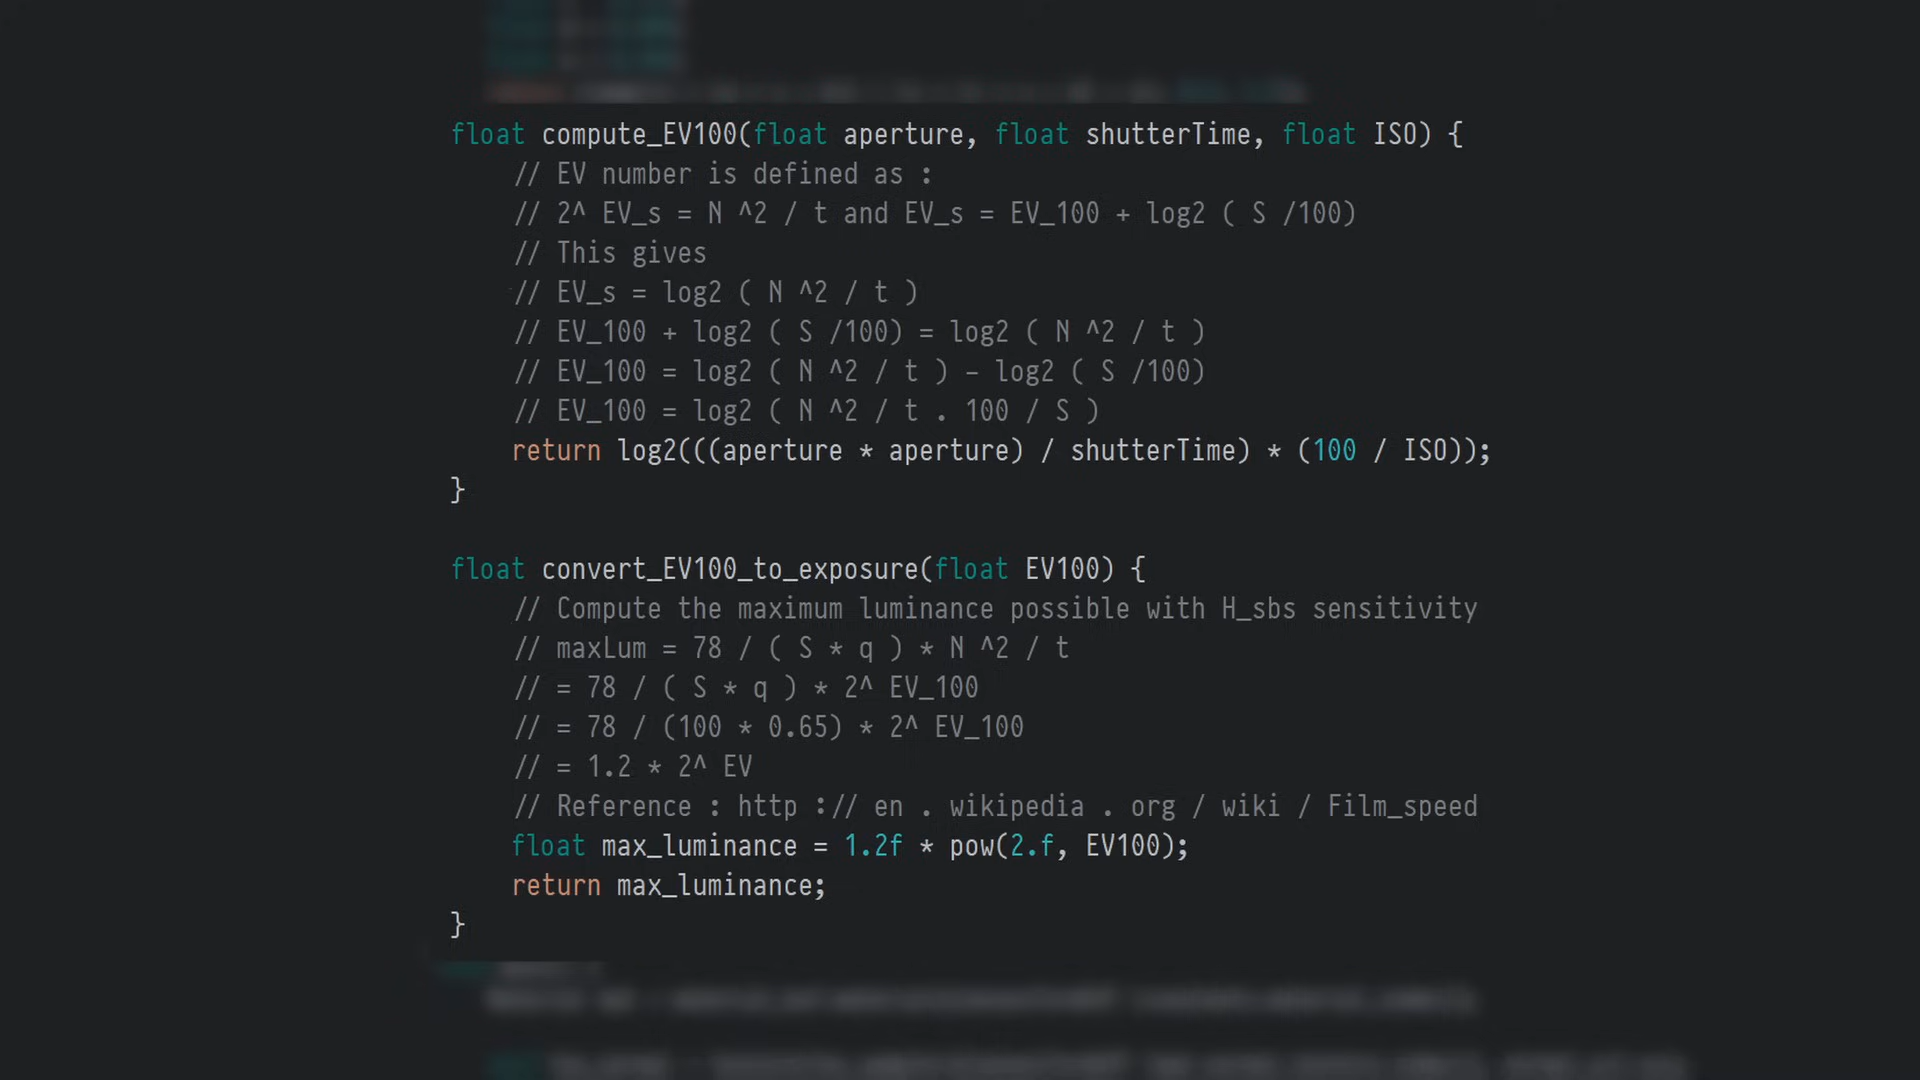 float compute_EV100(float aperture, float shutterTime, float ISO) {
// EV number is defined as :
// 2^ EV_s = N ^2 / t and EV_s = EV_100 + log2 ( S /100)
// This gives
// EV_s = log2 ( N ^2 / t )
// EV_100 + log2 ( S /100) = log2 ( N ^2 / t )
// EV_100 = log2 ( N ^2 / t ) – log2 ( S /100)
// EV_100 = log2 ( N ^2 / t . 100 / S )
return log2(((aperture * aperture) / shutterTime) * (100 / ISO));
}
float convert_EV100_to_exposure(float EV100) {
// Compute the maximum luminance possible with H_sbs sensitivity
// maxLum = 78 / ( S * q ) * N ^2 / t
// = 78 / ( S * q ) * 2^ EV_100
// = 78 / (100 * 0.65) * 2^ EV_100
// = 1.2 * 2^ EV
// Reference : http :// en . wikipedia . org / wiki / Film_speed
float max_luminance = 1.2f * pow(2.f, EV100);
return max_luminance;
}